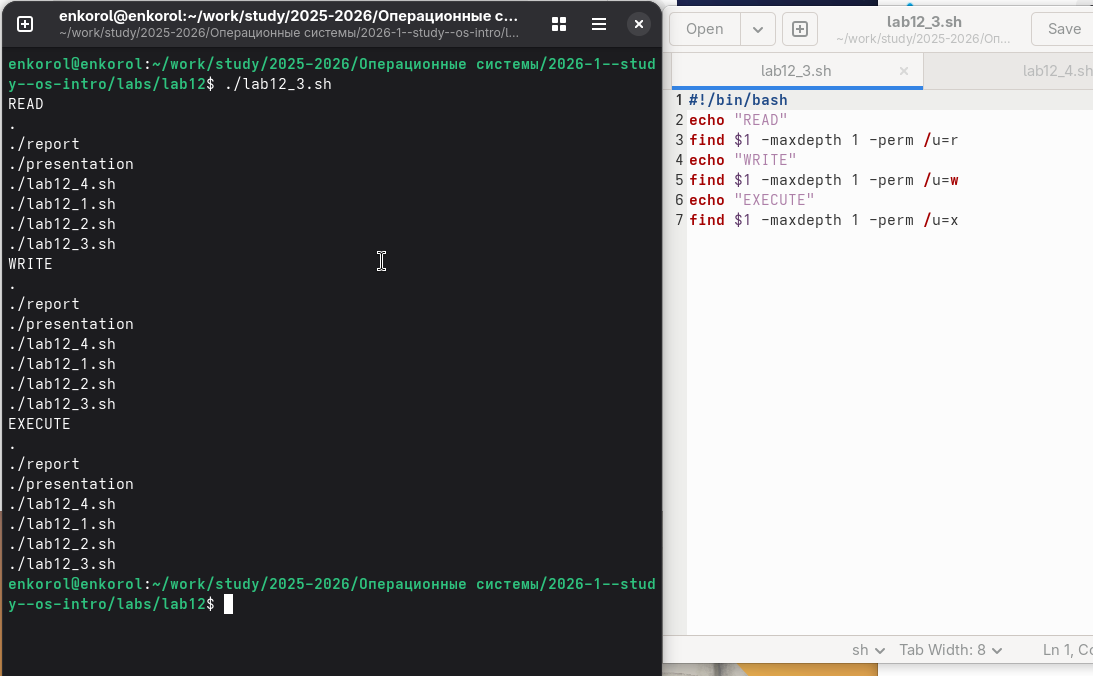 enkorol@enkorol:~/work/study/2025-2026/Операционные с...
~/work/study/2025-2026/Операционные системы/2026-1--study--os-intro/l...
enkorol@enkorol:~/work/study/2025-2026/Операционные системы/2026-1--stud
y--os-intro/labs/lab12$ ./lab12_3.sh
READ
.
./report
./presentation
./lab12_4.sh
./lab12_1.sh
./lab12_2.sh
./lab12_3.sh
WRITE
.
./report
./presentation
./lab12_4.sh
./lab12_1.sh
./lab12_2.sh
./lab12_3.sh
EXECUTE
.
./report
./presentation
./lab12_4.sh
./lab12_1.sh
./lab12_2.sh
./lab12_3.sh
enkorol@enkorol:~/work/study/2025-2026/Операционные системы/2026-1--stud
y--os-intro/labs/lab12$
Open lab12_3.sh Save
~/work/study/2025-2026/Оп...
lab12_3.sh × lab12_4.sh
1 #!/bin/bash
2 echo "READ"
3 find $1 -maxdepth 1 -perm /u=r
4 echo "WRITE"
5 find $1 -maxdepth 1 -perm /u=w
6 echo "EXECUTE"
7 find $1 -maxdepth 1 -perm /u=x
sh Tab Width: 8 Ln 1, Co